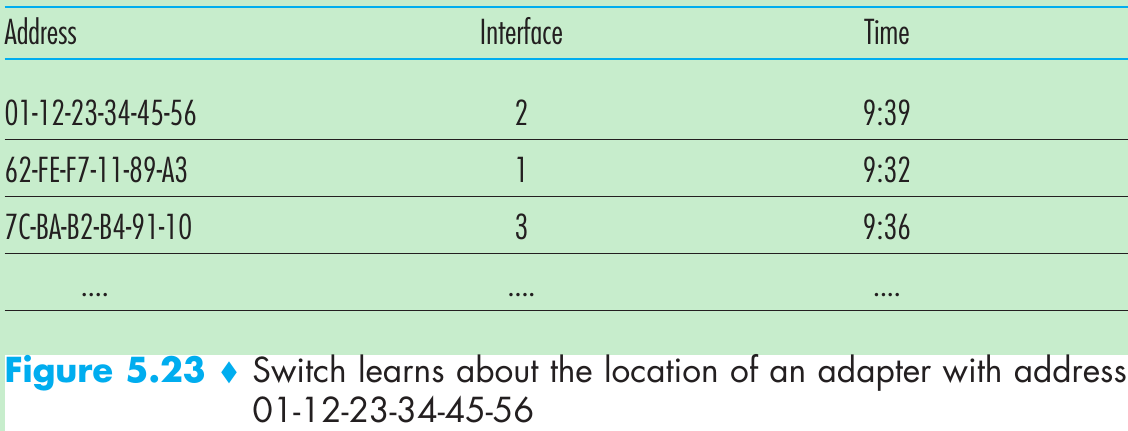 Address Interface Time
01-12-23-34-45-56 2 9:39
62-FE-F7-11-89-A3 1 9:32
7C-BA-B2-B4-91-10 3 9:36
.... .... ....
Figure 5.23 ♦ Switch learns about the location of an adapter with address
01-12-23-34-45-56